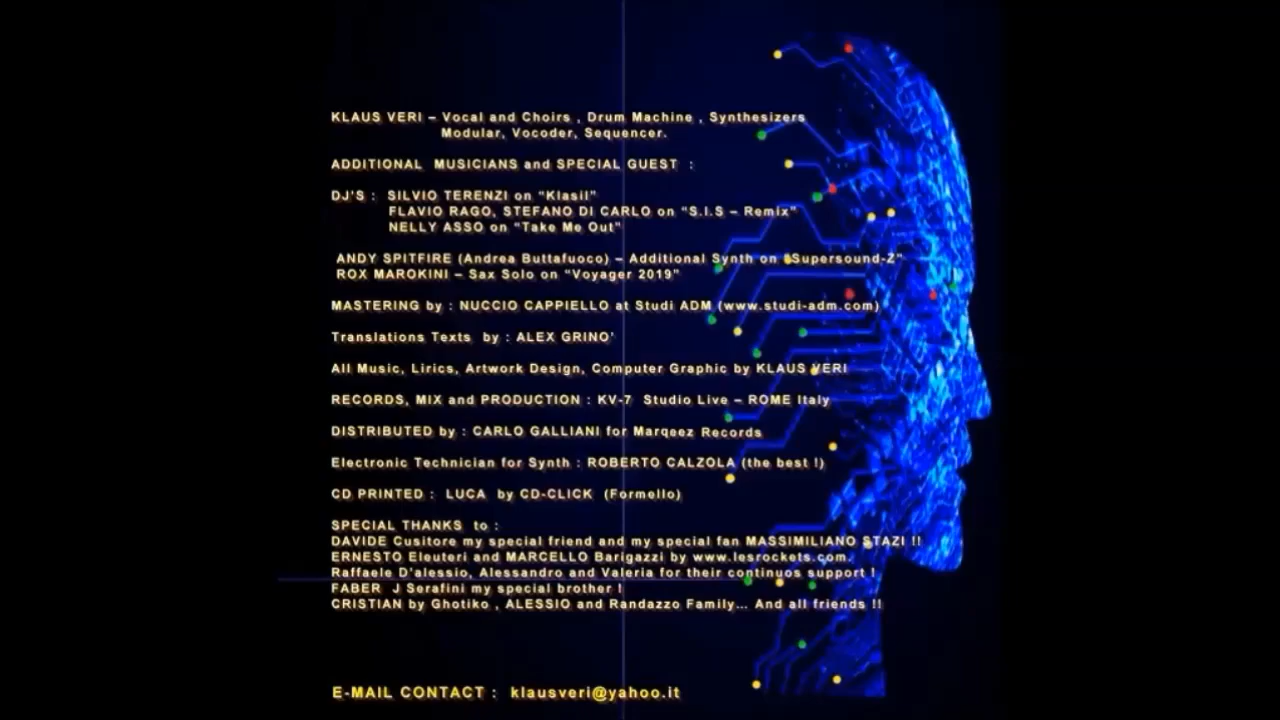 KLAUS VERI – Vocal and Choirs , Drum Machine , Synthesizers
Modular, Vocoder, Sequencer.
ADDITIONAL MUSICIANS and SPECIAL GUEST :
DJ'S : SILVIO TERENZI on "Klasil"
FLAVIO RAGO, STEFANO DI CARLO on "S.I.S – Remix"
NELLY ASSO on "Take Me Out"
ANDY SPITFIRE (Andrea Buttafuoco) – Additional Synth on "Supersound-Z"
ROX MAROKINI – Sax Solo on "Voyager 2019"
MASTERING by : NUCCIO CAPPIELLO at Studi ADM (www.studi-adm.com)
Translations Texts by : ALEX GRINO'
All Music, Lirics, Artwork Design, Computer Graphic by KLAUS VERI
RECORDS, MIX and PRODUCTION : KV-7 Studio Live – ROME Italy
DISTRIBUTED by : CARLO GALLIANI for Marqeez Records
Electronic Technician for Synth : ROBERTO CALZOLA (the best !)
CD PRINTED : LUCA by CD-CLICK (Formello)
SPECIAL THANKS to :
DAVIDE Cusitore my special friend and my special fan MASSIMILIANO STAZI !!
ERNESTO Eleuteri and MARCELLO Barigazzi by www.lesrockets.com.
Raffaele D'alessio, Alessandro and Valeria for their continuos support !
FABER J Serafini my special brother !
CRISTIAN by Ghotiko , ALESSIO and Randazzo Family... And all friends !!
E-MAIL CONTACT : klausveri@yahoo.it